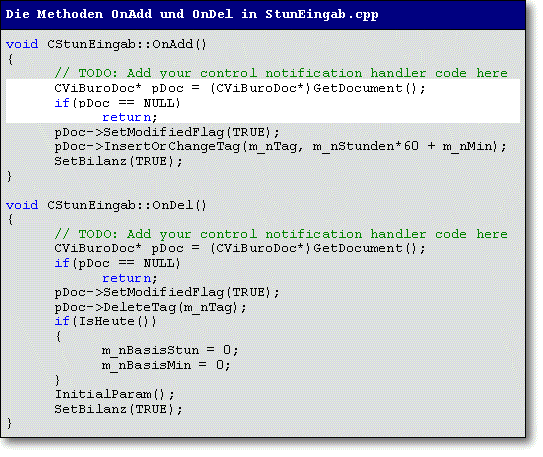 Die Methoden OnAdd und OnDel in StunEingab.cpp
void CStunEingab::OnAdd()
{
// TODO: Add your control notification handler code here
CViBuroDoc* pDoc = (CViBuroDoc*)GetDocument();
if(pDoc == NULL)
return;
pDoc->SetModifiedFlag(TRUE);
pDoc->InsertOrChangeTag(m_nTag, m_nStunden*60 + m_nMin);
SetBilanz(TRUE);
}
void CStunEingab::OnDel()
{
// TODO: Add your control notification handler code here
CViBuroDoc* pDoc = (CViBuroDoc*)GetDocument();
if(pDoc == NULL)
return;
pDoc->SetModifiedFlag(TRUE);
pDoc->DeleteTag(m_nTag);
if(IsHeute())
{
m_nBasisStun = 0;
m_nBasisMin = 0;
}
InitialParam();
SetBilanz(TRUE);
}